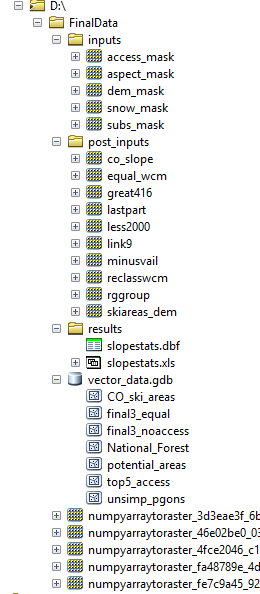 D:\
FinalData
inputs
access_mask
aspect_mask
dem_mask
snow_mask
subs_mask
post_inputs
co_slope
equal_wcm
great416
lastpart
less2000
link9
minusvail
reclasswcm
rggroup
skiareas_dem
results
slopestats.dbf
slopestats.xls
vector_data.gdb
CO_ski_areas
final3_equal
final3_noaccess
National_Forest
potential_areas
top5_access
unsimp_pgons
numpyarraytoraster_3d3eae3f_6b
numpyarraytoraster_46e02be0_03
numpyarraytoraster_4fce2046_c1
numpyarraytoraster_fa48789e_4d
numpyarraytoraster_fe7c9a45_92